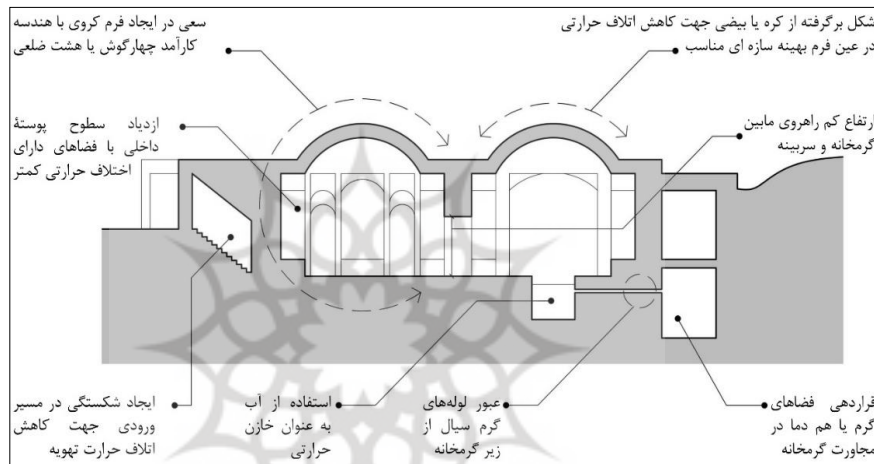 شکل برگرفته از کره یا بیضی جهت کاهش اتلاف حرارتی
در عین فرم بهینه سازه ای مناسب
سعی در ایجاد فرم کروی با هندسه
کارآمد چهارگوش یا هشت ضلعی
ارتفاع کم راهروی مابین
گرمخانه و سربینه
ازدیاد سطوح پوستهٔ
داخلی با فضاهای دارای
اختلاف حرارتی کمتر
قراردهی فضاهای
گرم یا هم دما در
مجاورت گرمخانه
عبور لوله‌های
گرم سیال از
زیر گرمخانه
استفاده از آب
به عنوان خازن
حرارتی
ایجاد شکستگی در مسیر
ورودی جهت کاهش
اتلاف حرارت تهویه